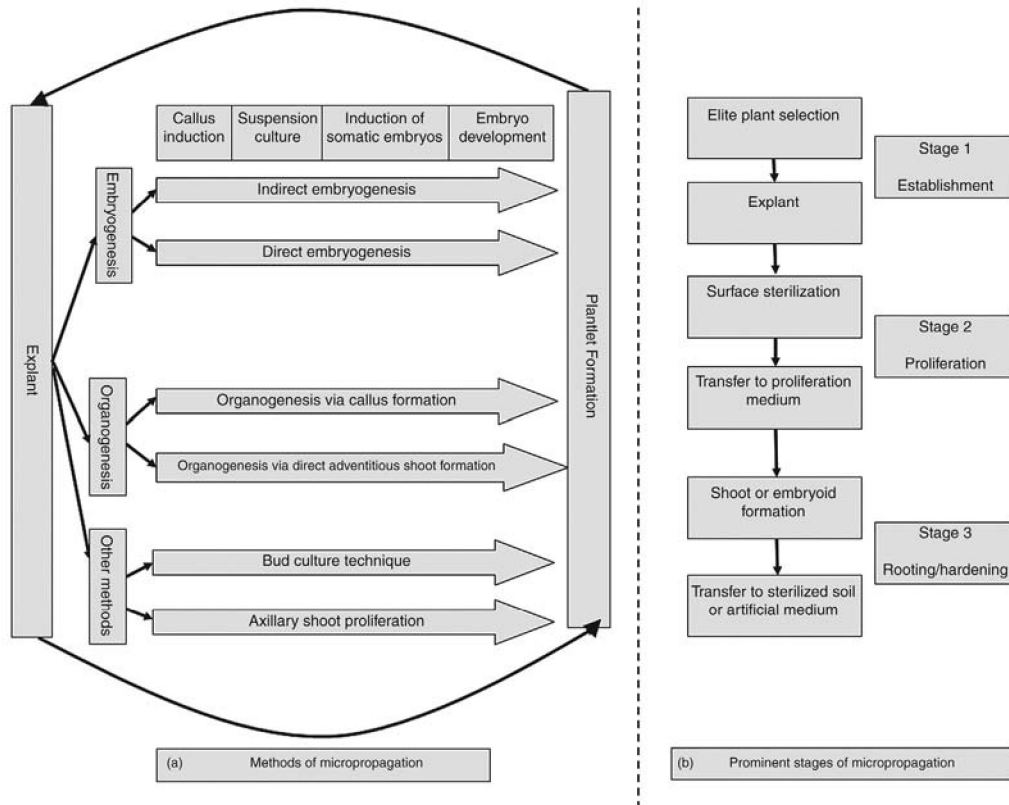 Explant
Callus
induction
Suspension
culture
Induction of
somatic embryos
Embryo
development
Embryogenesis
Indirect embryogenesis
Direct embryogenesis
Organogenesis
Organogenesis via callus formation
Organogenesis via direct adventitious shoot formation
Other methods
Bud culture technique
Axillary shoot proliferation
Plantlet Formation
(a) Methods of micropropagation
Elite plant selection
Explant
Surface sterilization
Transfer to proliferation
medium
Shoot or embryoid
formation
Transfer to sterilized soil
or artificial medium
Stage 1
Establishment
Stage 2
Proliferation
Stage 3
Rooting/hardening
(b) Prominent stages of micropropagation